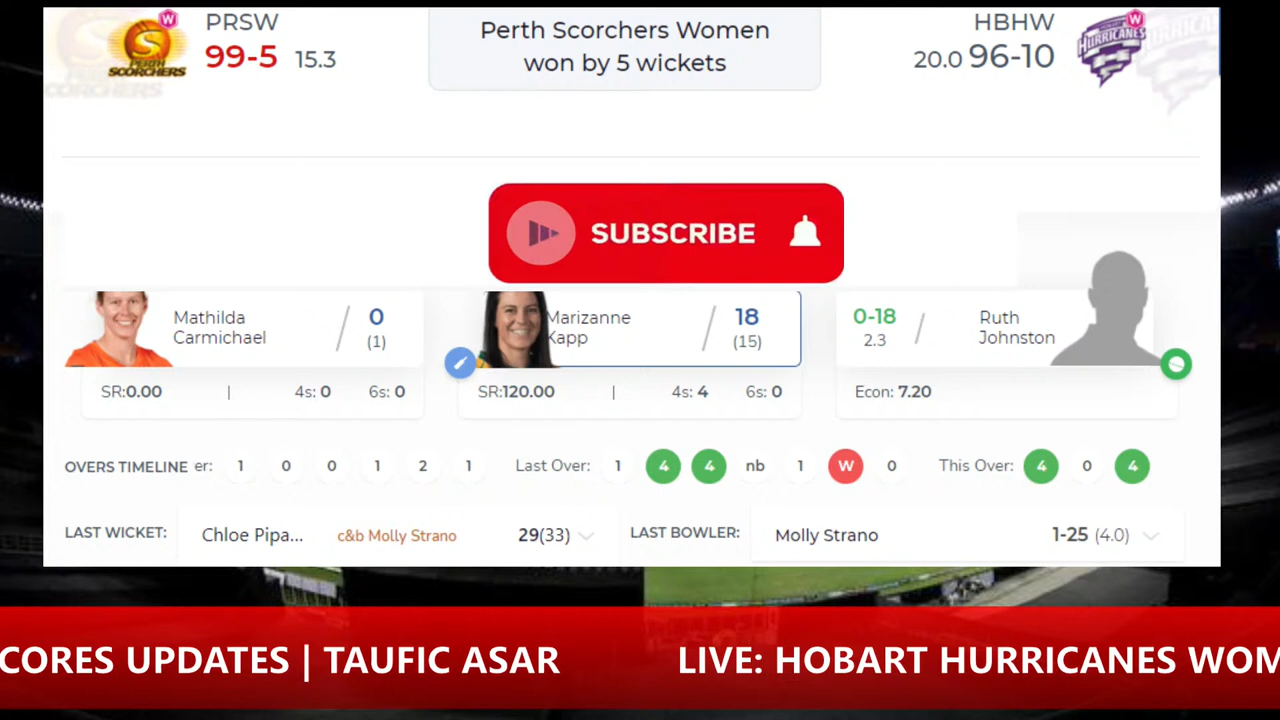 PRSW
99-5 15.3
Perth Scorchers Women
won by 5 wickets
HBHW
20.0 96-10
W
PERTH
SCORCHERS
W
HURRICANES
SUBSCRIBE
Mathilda
Carmichael
0
(1)
Marizanne
Kapp
18
(15)
0-18
2.3
Ruth
Johnston
SR:0.00 | 4s: 0 6s: 0
SR:120.00 | 4s: 4 6s: 0
Econ: 7.20
OVERS TIMELINE er: 1 0 0 1 2 1 Last Over: 1 4 4 nb 1 W 0 This Over: 4 0 4
LAST WICKET: Chloe Pipa... c&b Molly Strano 29(33) LAST BOWLER: Molly Strano 1-25 (4.0)
CORES UPDATES | TAUFIC ASAR LIVE: HOBART HURRICANES WOM